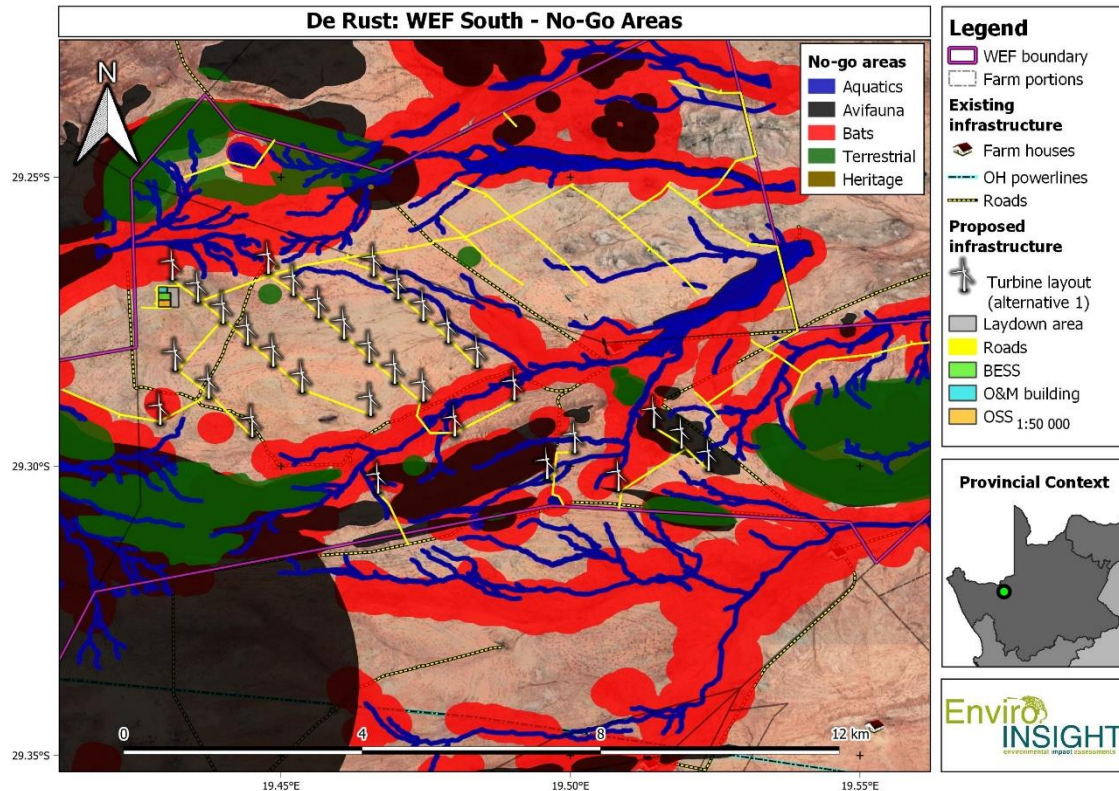 De Rust: WEF South - No-Go Areas
N
No-go areas
Aquatics
Avifauna
Bats
Terrestrial
Heritage
29.25°S
29.30°S
29.35°S
0
4
8
12 km
19.45°E
19.50°E
19.55°E
Legend
WEF boundary
Farm portions
Existing
infrastructure
Farm houses
OH powerlines
Roads
Proposed
infrastructure
Turbine layout
(alternative 1)
Laydown area
Roads
BESS
O&M building
OSS 1:50 000
Provincial Context
Enviro
INSIGHT
environmental impact assessments